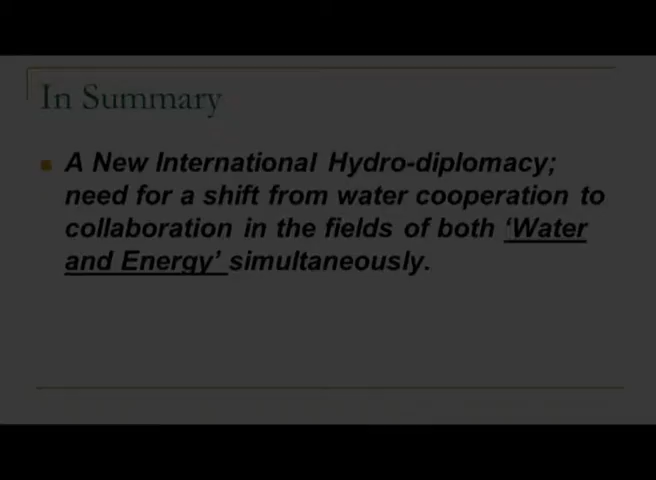 In Summary
A New International Hydro-diplomacy;
need for a shift from water cooperation to
collaboration in the fields of both ‘Water
and Energy’ simultaneously.